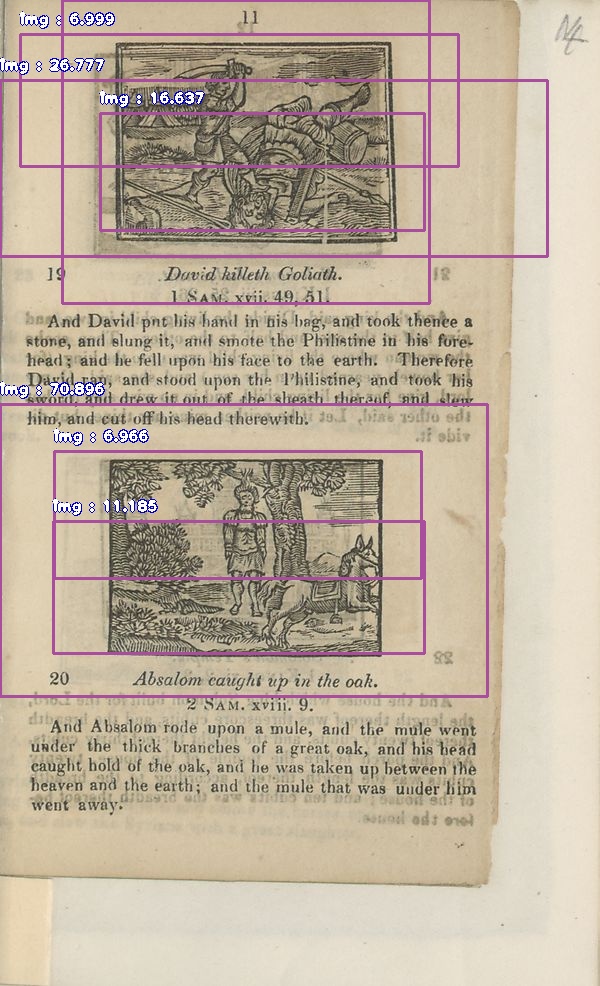 11
img : 6.999
img : 26.777
img : 16.637
19 David killeth Goliath.
1 SAM. xvii. 49, 51.
And David put his hand in his bag, and took thence a
stone, and slung it, and smote the Philistine in his fore-
head; and he fell upon his face to the earth. Therefore
David ran, and stood upon the Philistine, and took his
sword, and drew it out of the sheath thereof, and slew
him, and cut off his head therewith.
img : 70.896
img : 6.966
img : 11.185
20 Absalom caught up in the oak.
2 SAM. xviii. 9.
And Absalom rode upon a mule, and the mule went
under the thick branches of a great oak, and his head
caught hold of the oak, and he was taken up between the
heaven and the earth; and the mule that was under him
went away.